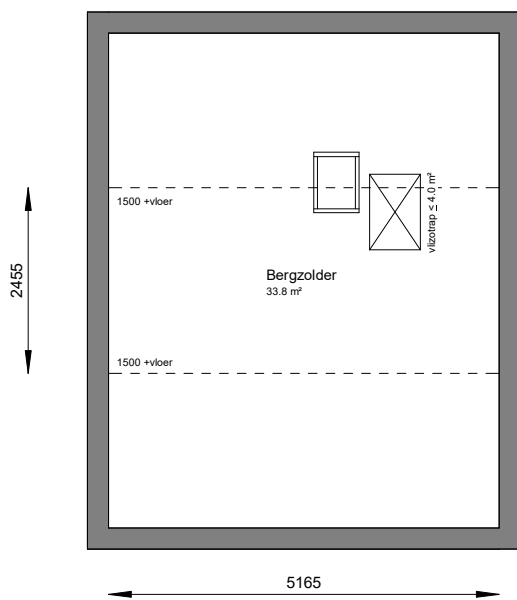 1500 +vloer
vlizotrap ≤ 4.0 m²
2455
Bergzolder
33.8 m²
1500 +vloer
5165